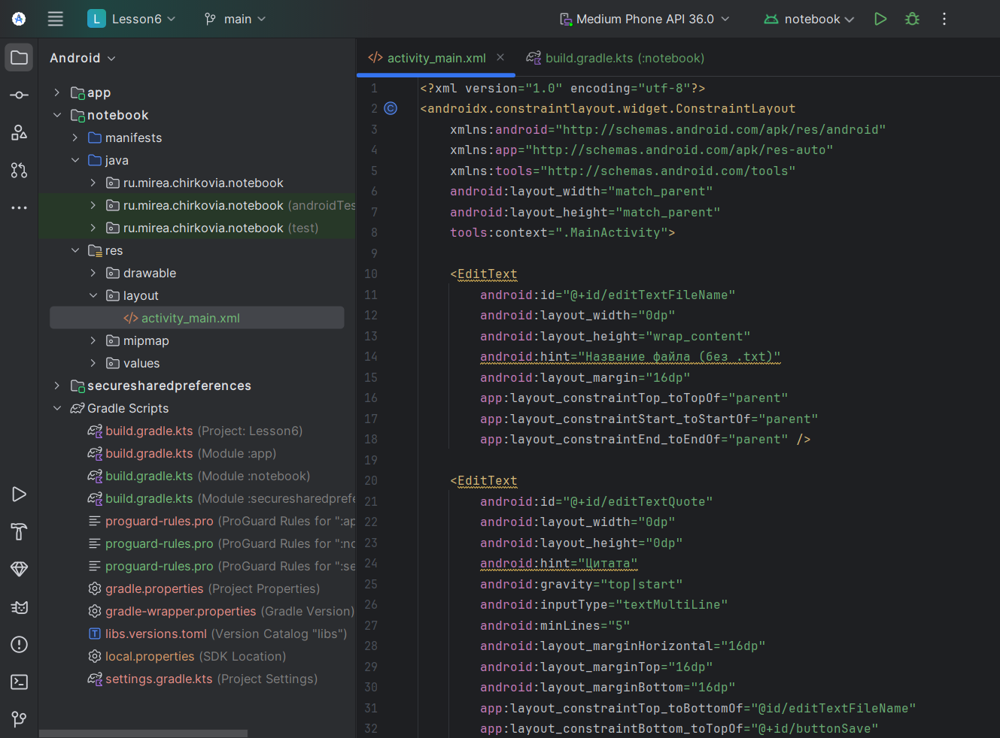 L Lesson6 main Medium Phone API 36.0 notebook
Android
app
notebook
manifests
java
ru.mirea.chirkovia.notebook
ru.mirea.chirkovia.notebook (androidTes
ru.mirea.chirkovia.notebook (test)
res
drawable
layout
</> activity_main.xml
mipmap
values
securesharedpreferences
Gradle Scripts
build.gradle.kts (Project: Lesson6)
build.gradle.kts (Module :app)
build.gradle.kts (Module :notebook)
build.gradle.kts (Module :securesharedprefe
proguard-rules.pro (ProGuard Rules for ":ap
proguard-rules.pro (ProGuard Rules for ":no
proguard-rules.pro (ProGuard Rules for ":se
gradle.properties (Project Properties)
gradle-wrapper.properties (Gradle Version)
T libs.versions.toml (Version Catalog "libs")
local.properties (SDK Location)
settings.gradle.kts (Project Settings)
</> activity_main.xml build.gradle.kts (:notebook)
1 <?xml version="1.0" encoding="utf-8"?>
2 C <androidx.constraintlayout.widget.ConstraintLayout
3 xmlns:android="http://schemas.android.com/apk/res/android"
4 xmlns:app="http://schemas.android.com/apk/res-auto"
5 xmlns:tools="http://schemas.android.com/tools"
6 android:layout_width="match_parent"
7 android:layout_height="match_parent"
8 tools:context=".MainActivity">
9
10 <EditText
11 android:id="@+id/editTextFileName"
12 android:layout_width="0dp"
13 android:layout_height="wrap_content"
14 android:hint="Название файла (без .txt)"
15 android:layout_margin="16dp"
16 app:layout_constraintTop_toTopOf="parent"
17 app:layout_constraintStart_toStartOf="parent"
18 app:layout_constraintEnd_toEndOf="parent" />
19
20 <EditText
21 android:id="@+id/editTextQuote"
22 android:layout_width="0dp"
23 android:layout_height="0dp"
24 android:hint="Цитата"
25 android:gravity="top|start"
26 android:inputType="textMultiLine"
27 android:minLines="5"
28 android:layout_marginHorizontal="16dp"
29 android:layout_marginTop="16dp"
30 android:layout_marginBottom="16dp"
31 app:layout_constraintTop_toBottomOf="@id/editTextFileName"
32 app:layout_constraintBottom_toTopOf="@+id/buttonSave"